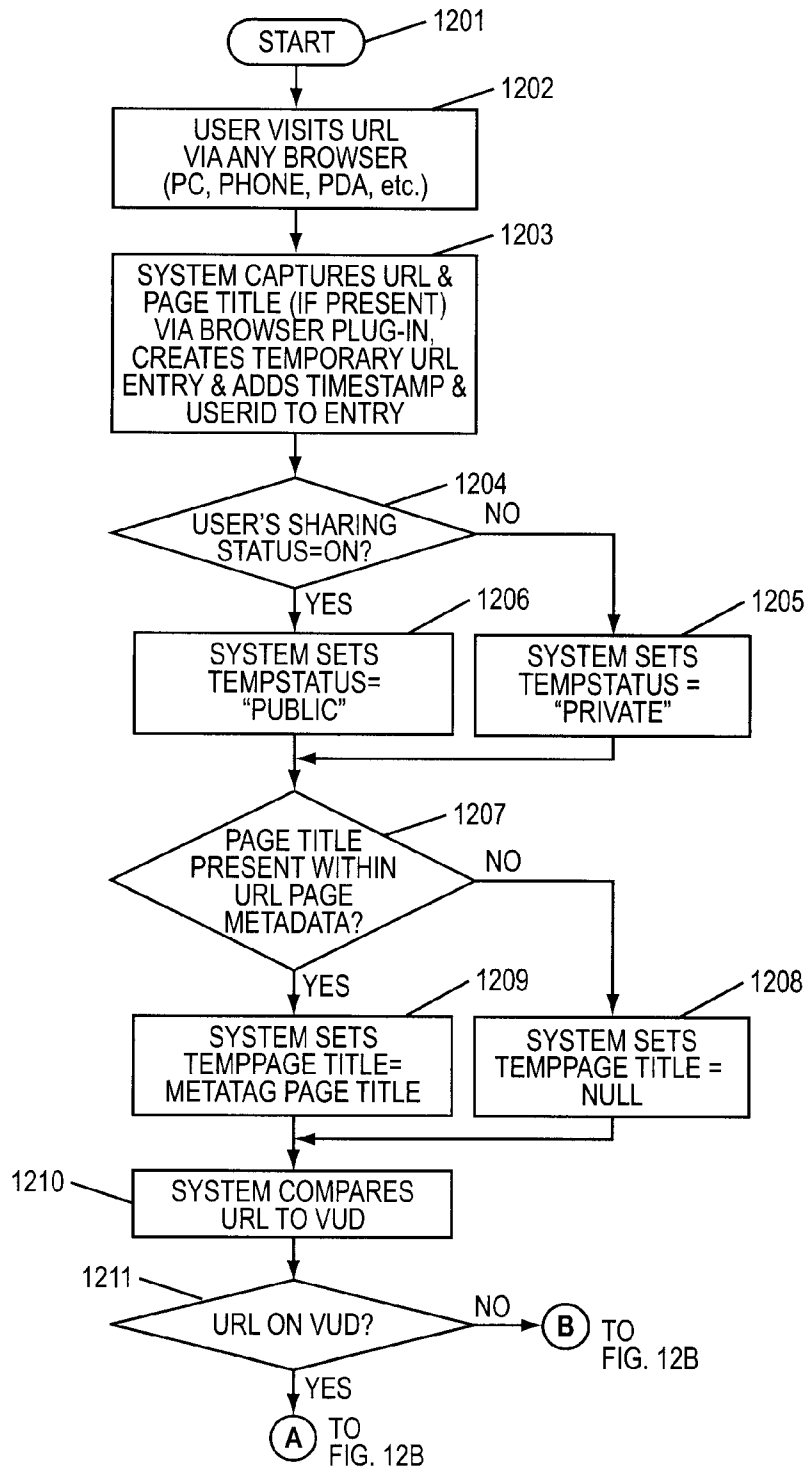 START
1201
1202
USER VISITS URL
VIA ANY BROWSER
(PC, PHONE, PDA, etc.)
1203
SYSTEM CAPTURES URL &
PAGE TITLE (IF PRESENT)
VIA BROWSER PLUG-IN,
CREATES TEMPORARY URL
ENTRY & ADDS TIMESTAMP &
USERID TO ENTRY
1204
USER'S SHARING
STATUS=ON?
NO
YES
1206
SYSTEM SETS
TEMPSTATUS=
“PUBLIC”
1205
SYSTEM SETS
TEMPSTATUS =
“PRIVATE”
1207
PAGE TITLE
PRESENT WITHIN
URL PAGE
METADATA?
NO
YES
1209
SYSTEM SETS
TEMPPAGE TITLE=
METATAG PAGE TITLE
1208
SYSTEM SETS
TEMPPAGE TITLE =
NULL
1210
SYSTEM COMPARES
URL TO VUD
1211
URL ON VUD?
NO
B
TO
FIG. 12B
YES
A
TO
FIG. 12B